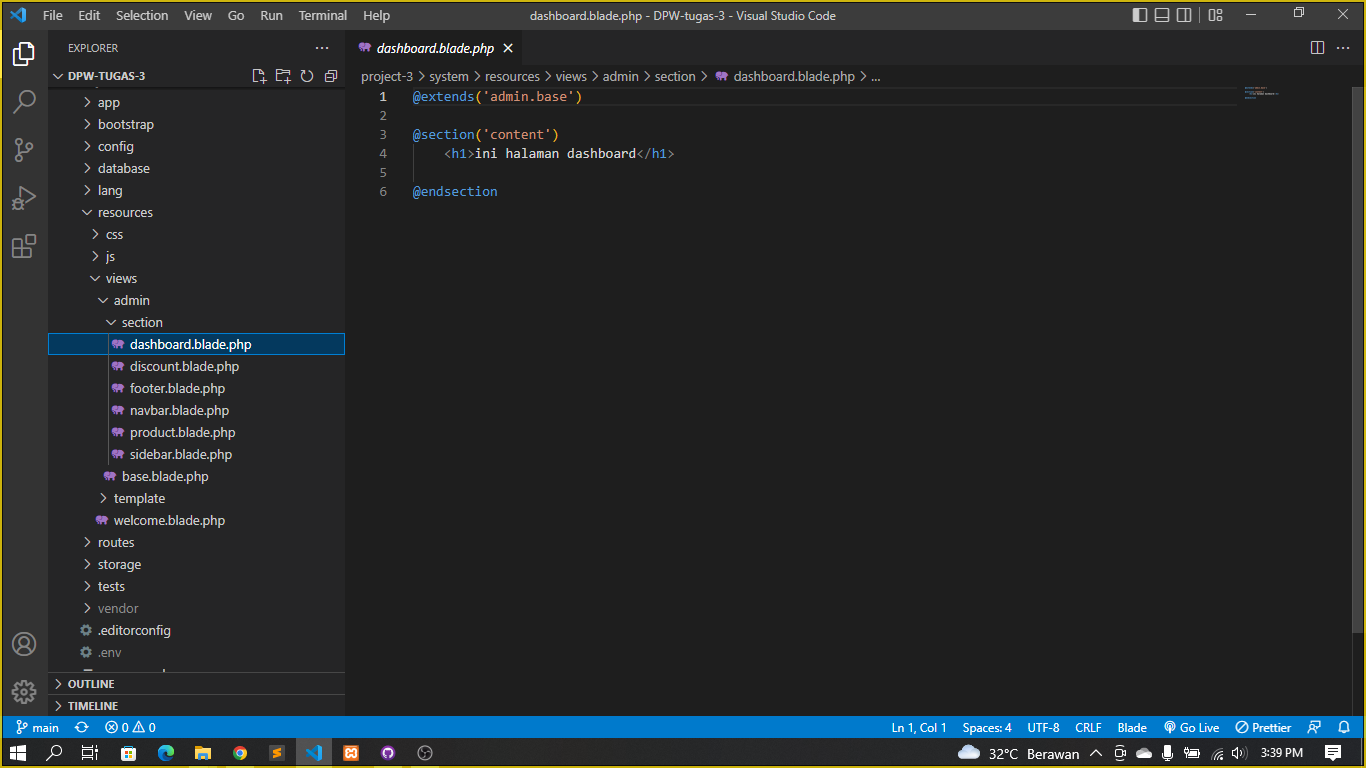 File Edit Selection View Go Run Terminal Help
dashboard.blade.php - DPW-tugas-3 - Visual Studio Code
EXPLORER
DPW-TUGAS-3
app
bootstrap
config
database
lang
resources
css
js
views
admin
section
dashboard.blade.php
discount.blade.php
footer.blade.php
navbar.blade.php
product.blade.php
sidebar.blade.php
base.blade.php
template
welcome.blade.php
routes
storage
tests
vendor
.editorconfig
.env
OUTLINE
TIMELINE
dashboard.blade.php
project-3 > system > resources > views > admin > section > dashboard.blade.php > ...
1 @extends('admin.base')
2
3 @section('content')
4 <h1>ini halaman dashboard</h1>
5
6 @endsection
main 0 0
Ln 1, Col 1 Spaces: 4 UTF-8 CRLF Blade Go Live Prettier
32°C Berawan 3:39 PM